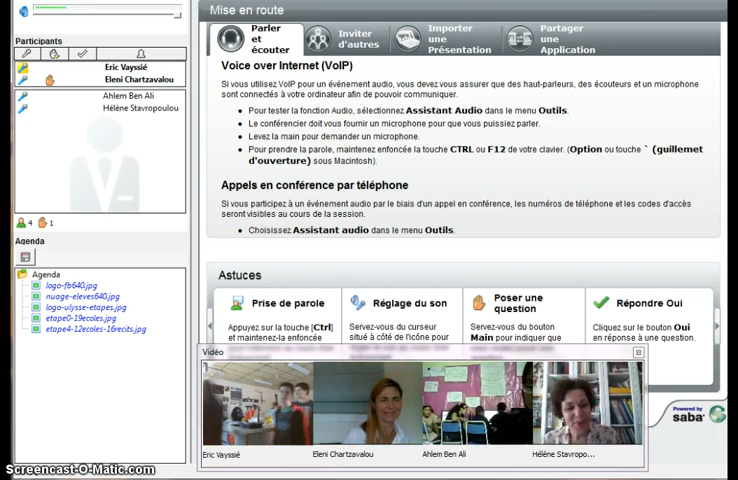 Mise en route
Parler
et
écouter
Inviter
d'autres
Importer
une
Présentation
Partager
une
Application
Participants
Eric Vayssié
Eleni Chartzavalou
Ahlem Ben Ali
Hélène Stavropoulou
4
1
Agenda
Agenda
logo-fb640.jpg
nuage-eleves640.jpg
logo-ulysse-etapes.jpg
etape0-19ecoles.jpg
etape4-12ecoles-16recits.jpg
Voice over Internet (VoIP)
Si vous utilisez VoIP pour un événement audio, vous devez vous assurer que des haut-parleurs, des écouteurs et un microphone
sont connectés à votre ordinateur afin de pouvoir communiquer.
Pour tester la fonction Audio, sélectionnez Assistant Audio dans le menu Outils.
Le conférencier doit vous fournir un microphone pour que vous puissiez parler.
Levez la main pour demander un microphone.
Pour prendre la parole, maintenez enfoncée la touche CTRL ou F12 de votre clavier. (Option ou touche ` (guillemet
d'ouverture) sous Macintosh).
Appels en conférence par téléphone
Si vous participez à un événement audio par le biais d'un appel en conférence, les numéros de téléphone et les codes d'accès
seront visibles au cours de la session.
Choisissez Assistant audio dans le menu Outils.
Astuces
Prise de parole
Appuyez sur la touche [Ctrl]
et maintenez-la enfoncée
Réglage du son
Servez-vous du curseur
situé à côté de l'icône pour
Poser une
question
Servez-vous du bouton
Main pour indiquer que
Répondre Oui
Cliquez sur le bouton Oui
en réponse à une question.
Vidéo
Eric Vayssié
Eleni Chartzavalou
Ahlem Ben Ali
Hélène Stavropo...
Powered by
saba
Screencast-O-Matic.com